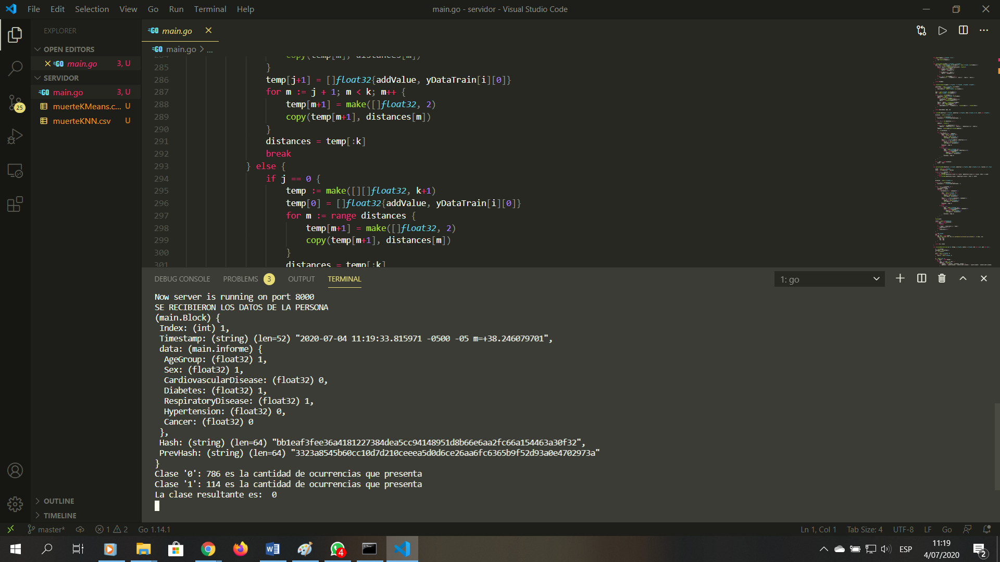 File Edit Selection View Go Run Terminal Help
main.go - servidor - Visual Studio Code
EXPLORER
OPEN EDITORS
main.go 3, U
SERVIDOR
main.go 3, U
muerteKMeans.c... U
muerteKNN.csv U
25
OUTLINE
TIMELINE
GO main.go
GO main.go > ...
284 copy(temp[m], distances[m])
285 }
286 temp[j+1] = []float32{addValue, yDataTrain[i][0]}
287 for m := j + 1; m < k; m++ {
288 temp[m+1] = make([]float32, 2)
289 copy(temp[m+1], distances[m])
290 }
291 distances = temp[:k]
292 break
293 } else {
294 if j == 0 {
295 temp := make([][]float32, k+1)
296 temp[0] = []float32{addValue, yDataTrain[i][0]}
297 for m := range distances {
298 temp[m+1] = make([]float32, 2)
299 copy(temp[m+1], distances[m])
300 }
301 distances = temp[:k]
DEBUG CONSOLE PROBLEMS 3 OUTPUT TERMINAL
1: go
Now server is running on port 8000
SE RECIBIERON LOS DATOS DE LA PERSONA
(main.Block) {
Index: (int) 1,
Timestamp: (string) (len=52) "2020-07-04 11:19:33.815971 -0500 -05 m=+38.246079701",
data: (main.informe) {
AgeGroup: (float32) 1,
Sex: (float32) 1,
CardiovascularDisease: (float32) 0,
Diabetes: (float32) 1,
RespiratoryDisease: (float32) 1,
Hypertension: (float32) 0,
Cancer: (float32) 0
},
Hash: (string) (len=64) "bb1eaf3fee36a4181227384dea5cc94148951d8b66e6aa2fc66a154463a30f32",
PrevHash: (string) (len=64) "3323a8545b60cc10d7d210ceeea5d0d6ce26aa6fc6365b9f52d93a0e4702973a"
}
Clase '0': 786 es la cantidad de ocurrencias que presenta
Clase '1': 114 es la cantidad de ocurrencias que presenta
La clase resultante es: 0
master* 1 2 Go 1.14.1
Ln 1, Col 1 Tab Size: 4 UTF-8 LF Go
4
ESP
11:19
4/07/2020
2